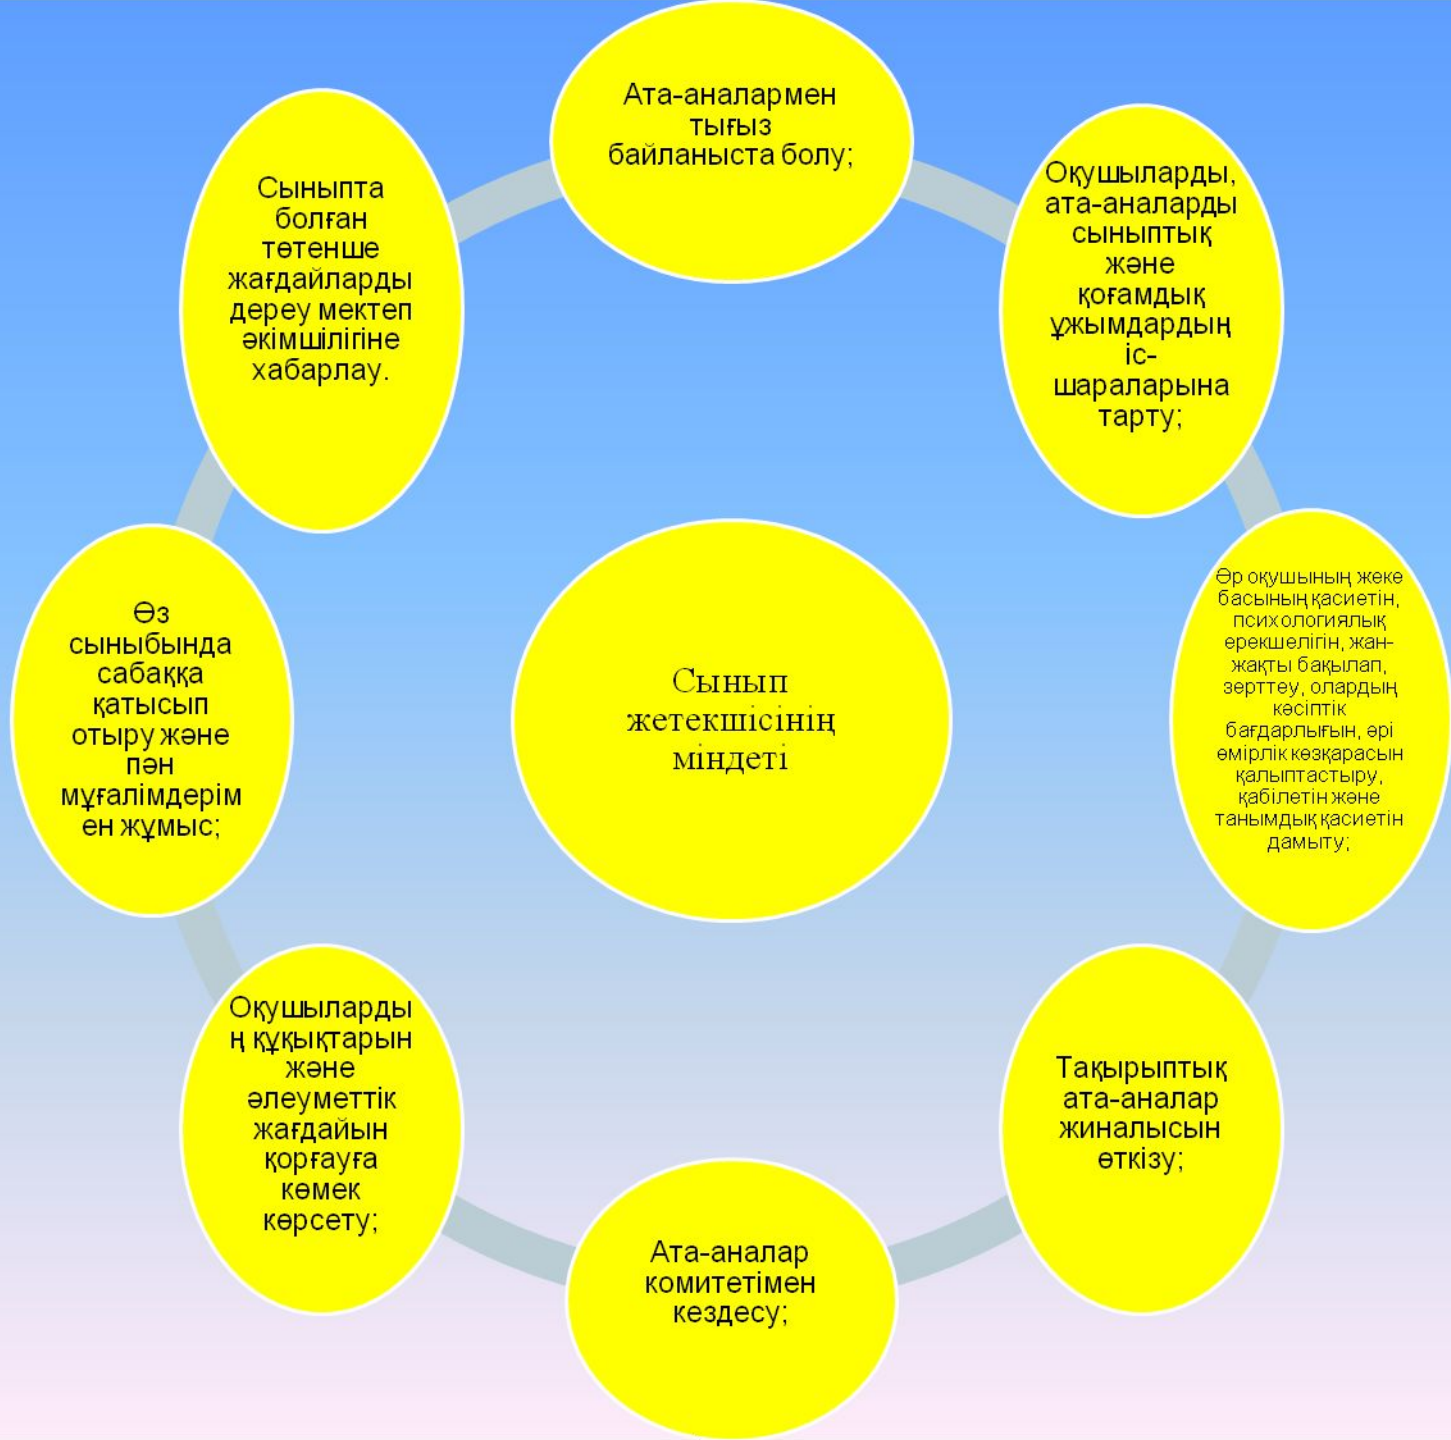 Ата-аналармен
тығыз
байланыста болу;
Оқушыларды,
ата-аналарды
сыныптық
және
қоғамдық
ұжымдардың
іс-
шараларына
тарту;
Әр оқушының жеке
басының қасиетін,
психологиялық
ерекшелігін, жан-
жақты бақылап,
зерттеу, олардың
кәсіптік
бағдарлығын, әрі
өмірлік көзқарасын
қалыптастыру,
қабілетін және
танымдық қасиетін
дамыту;
Тақырыптық
ата-аналар
жиналысын
өткізу;
Ата-аналар
комитетімен
кездесу;
Оқушыларды
ң құқықтарын
және
әлеуметтік
жағдайын
қорғауға
көмек
көрсету;
Өз
сыныбында
сабаққа
қатысып
отыру және
пән
мұғалімдерім
ен жұмыс;
Сыныпта
болған
төтенше
жағдайларды
дереу мектеп
әкімшілігіне
хабарлау.
Сынып
жетекшісінің
міндеті